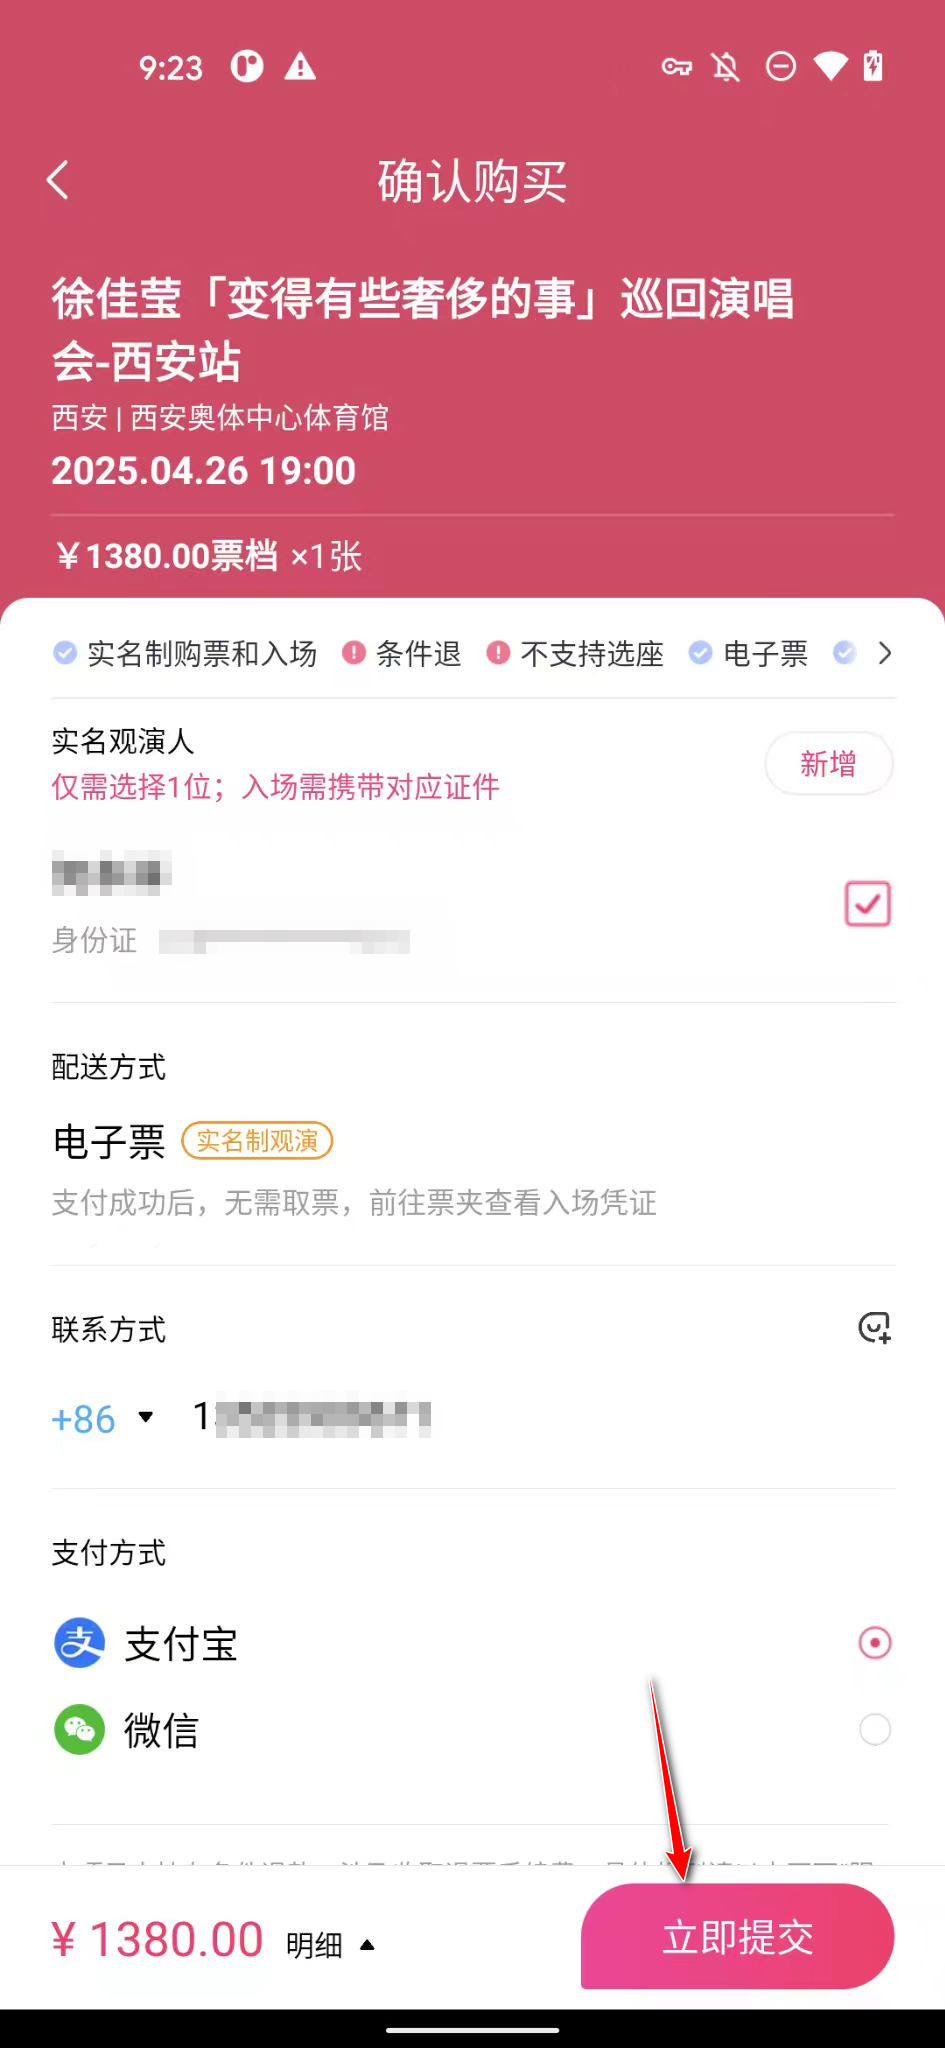 9:23
确认购买
徐佳莹「变得有些奢侈的事」巡回演唱
会-西安站
西安 | 西安奥体中心体育馆
2025.04.26 19:00
￥1380.00票档 ×1张
实名制购票和入场 条件退 不支持选座 电子票
实名观演人
仅需选择1位；入场需携带对应证件
新增
身份证
配送方式
电子票 实名制观演
支付成功后，无需取票，前往票夹查看入场凭证
联系方式
+86 1
支付方式
支付宝
微信
¥ 1380.00 明细
立即提交